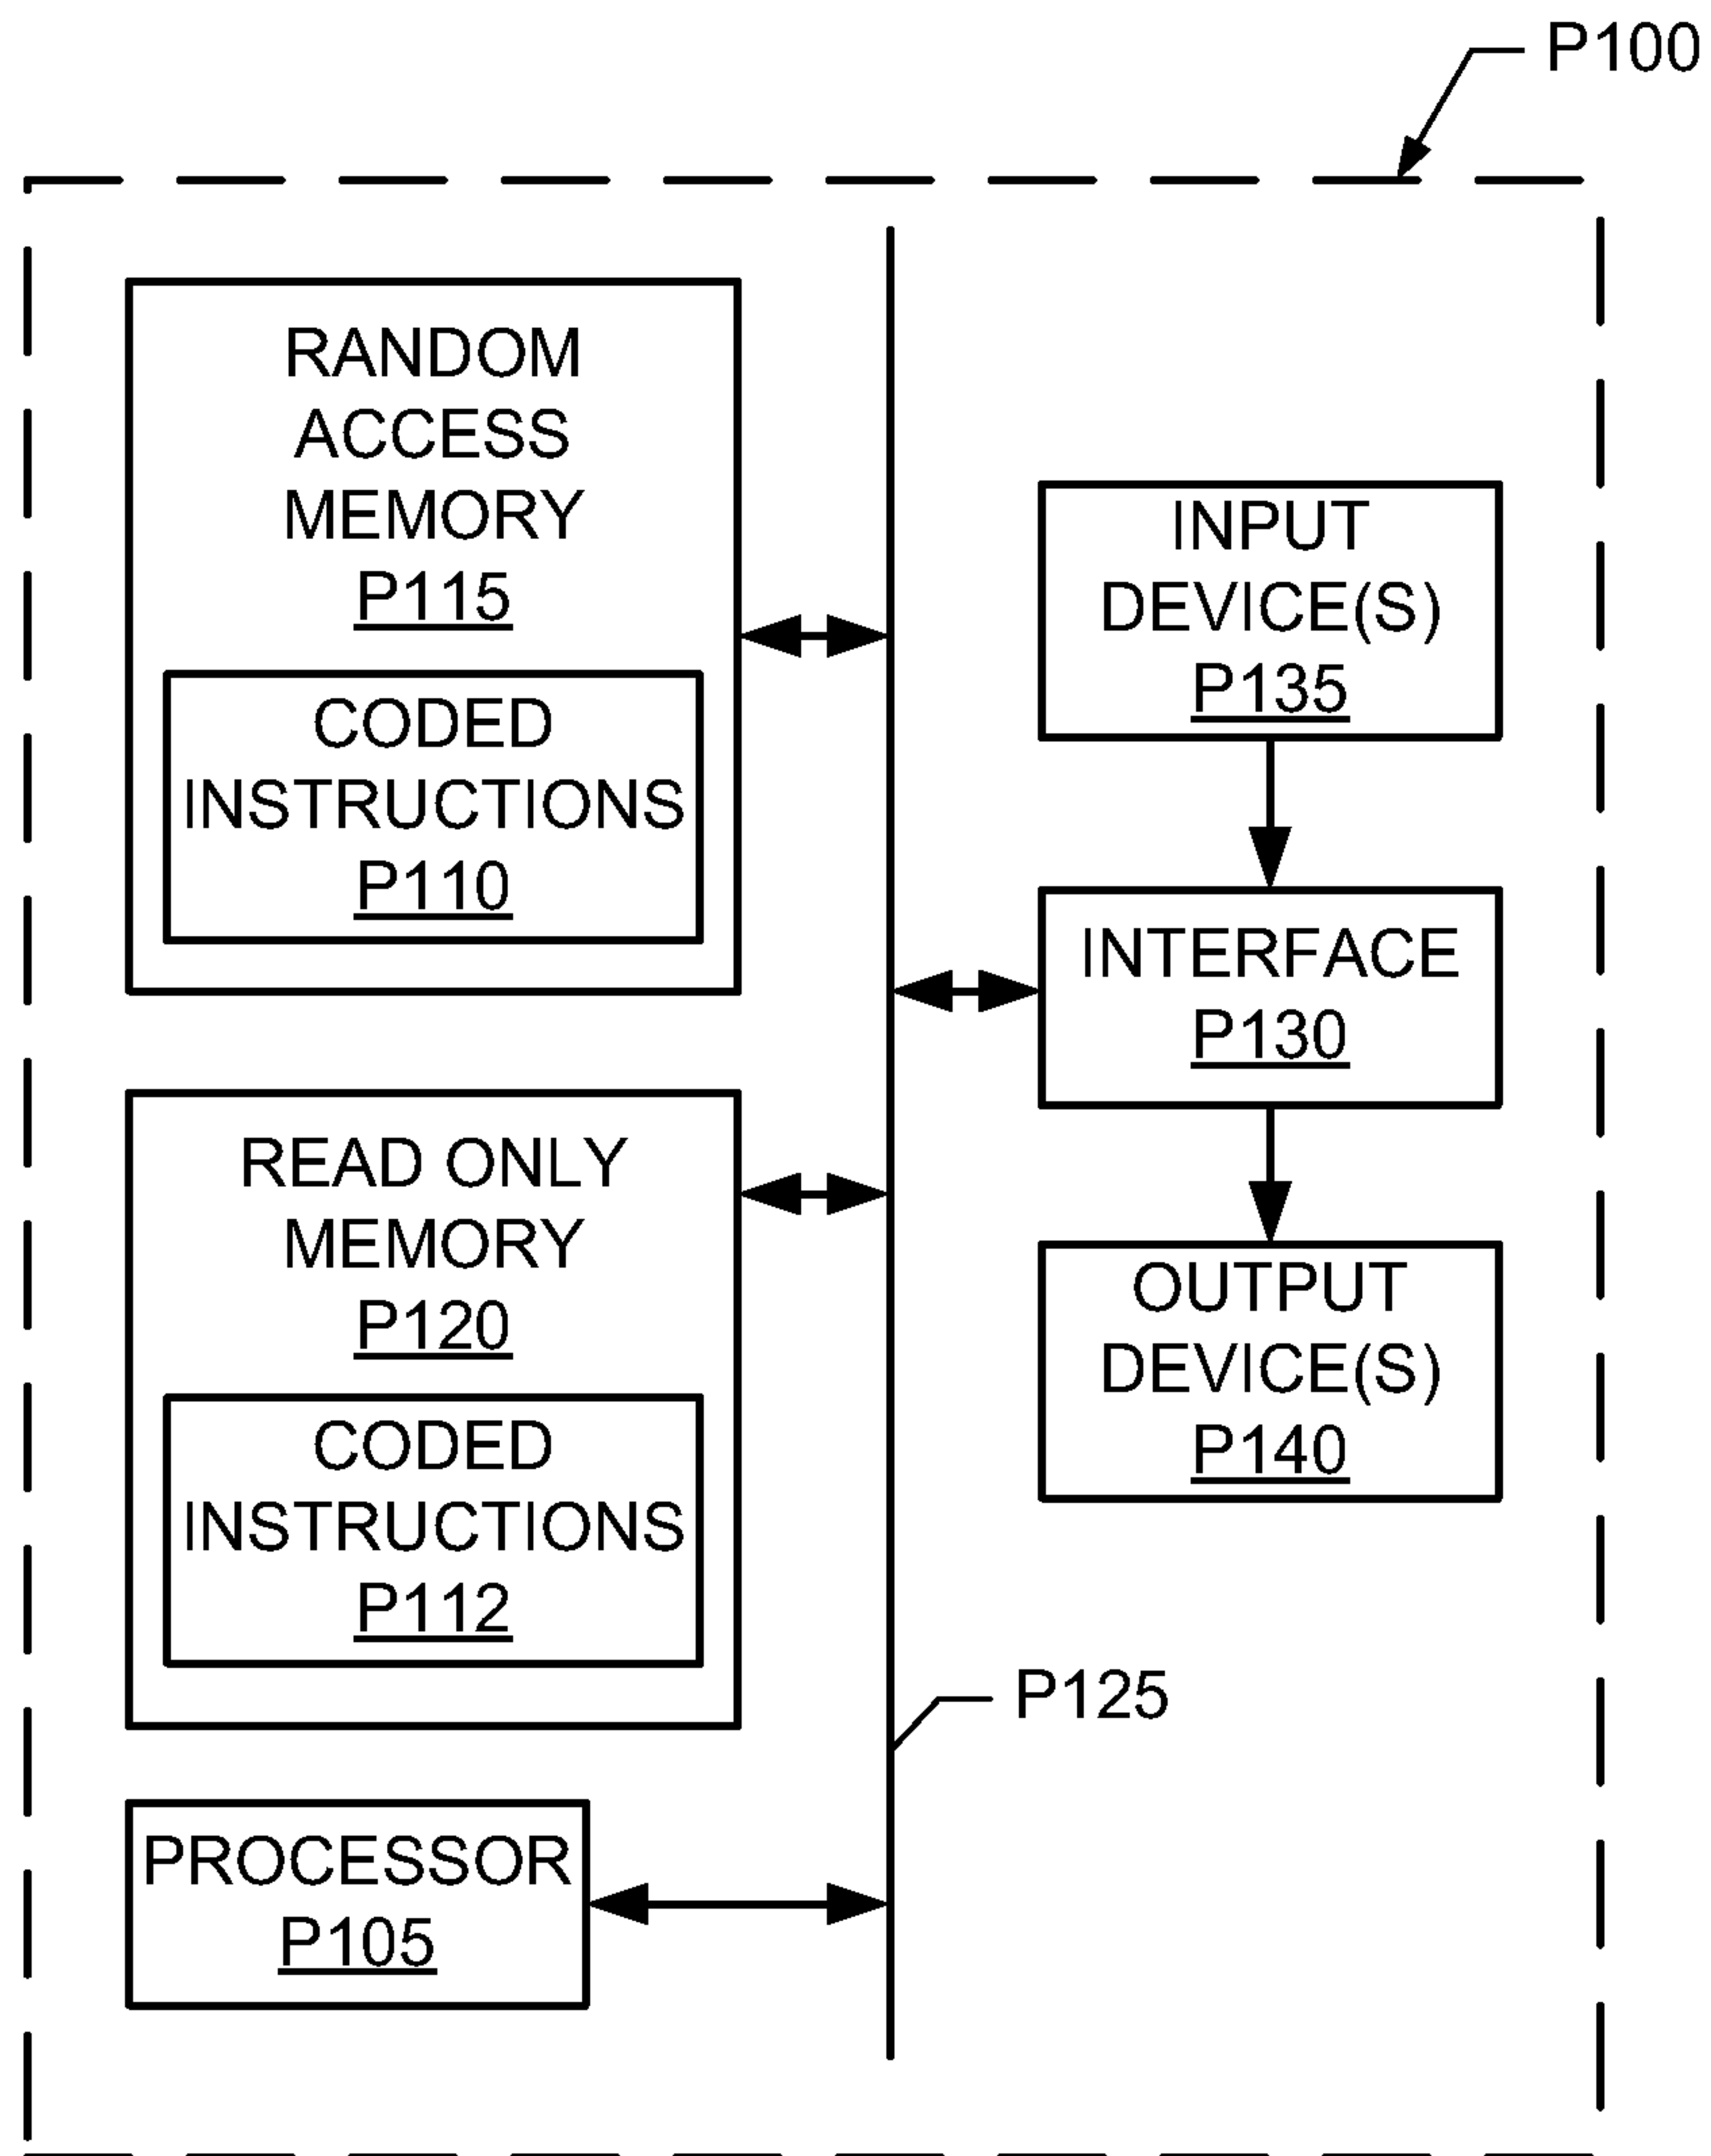 P100
RANDOM
ACCESS
MEMORY
P115
CODED
INSTRUCTIONS
P110
READ ONLY
MEMORY
P120
CODED
INSTRUCTIONS
P112
PROCESSOR
P105
INPUT
DEVICE(S)
P135
INTERFACE
P130
OUTPUT
DEVICE(S)
P140
P125